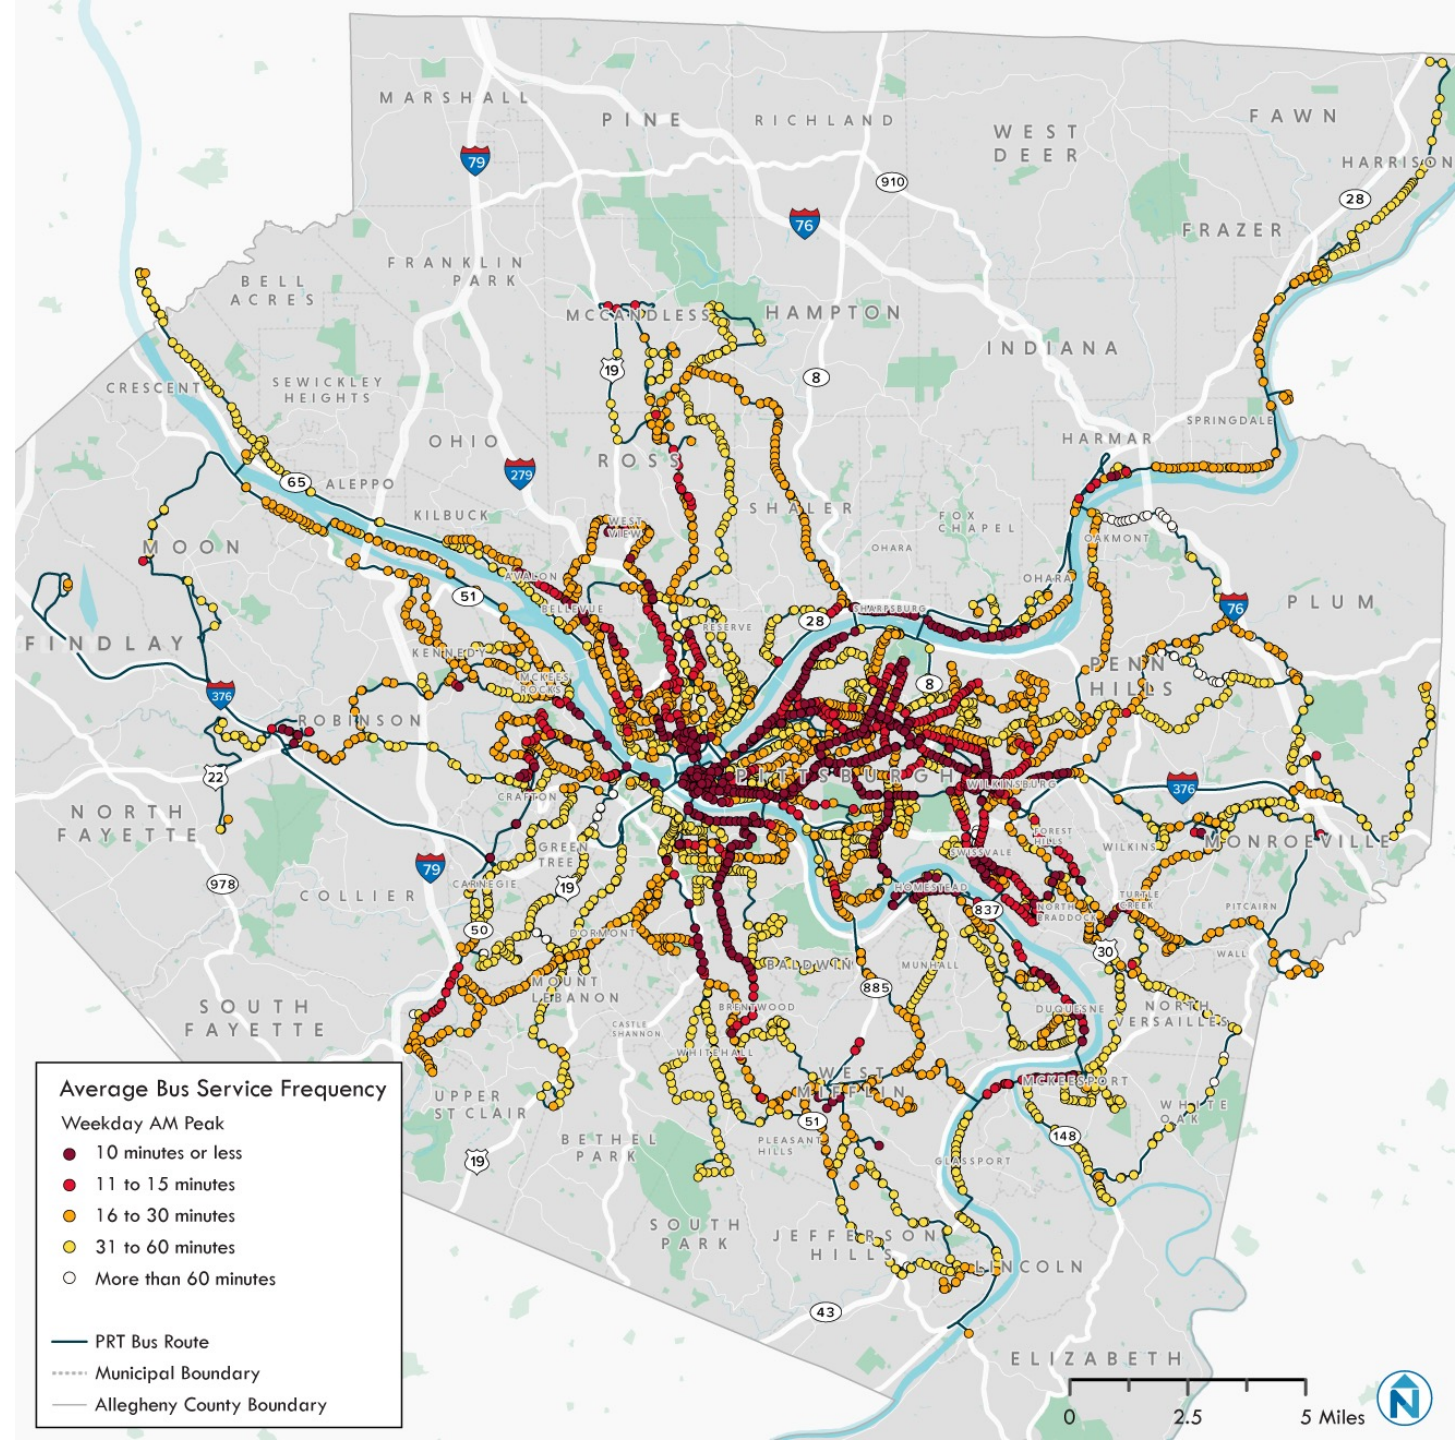 MARSHALL
PINE
RICHLAND
WEST
DEER
FAWN
HARRISON
79
910
28
76
FRAZER
BELL
ACRES
FRANKLIN
PARK
MCCANDLESS
HAMPTON
INDIANA
19
8
CRESCENT
SEWICKLEY
HEIGHTS
OHIO
SPRINGDALE
HARMAR
279
ROSS
65
ALEPPO
KILBUCK
SHALER
FOX
CHAPEL
WEST
VIEW
OAKMONT
MOON
OHARA
AVALON
OHARA
51
BELLEVUE
SHARPSBURG
76
PLUM
28
RESERVE
FINDLAY
KENNEDY
MCKEES
ROCKS
8
PENN
HILLS
376
ROBINSON
22
PITTSBURGH
WILKINSBURG
376
CRAFTON
NORTH
FAYETTE
FOREST
HILLS
GREEN
TREE
SWISSVALE
WILKINS
MONROEVILLE
79
978
COLLIER
CARNEGIE
19
HOMESTEAD
TURTLE
CREEK
837
NORTH
BRADDOCK
PITCAIRN
50
DORMONT
30
WALL
BALDWIN
MUNHALL
885
MOUNT
LEBANON
SOUTH
FAYETTE
BRENTWOOD
DUQUESNE
NORTH
VERSAILLES
CASTLE
SHANNON
WHITEHALL
WEST
MIFFLIN
MCKEESPORT
UPPER
ST CLAIR
WHITE
OAK
51
148
BETHEL
PARK
PLEASANT
HILLS
19
GLASSPORT
SOUTH
PARK
JEFFERSON
HILLS
LINCOLN
43
ELIZABETH
Average Bus Service Frequency
Weekday AM Peak
10 minutes or less
11 to 15 minutes
16 to 30 minutes
31 to 60 minutes
More than 60 minutes
PRT Bus Route
Municipal Boundary
Allegheny County Boundary
0 2.5 5 Miles
N